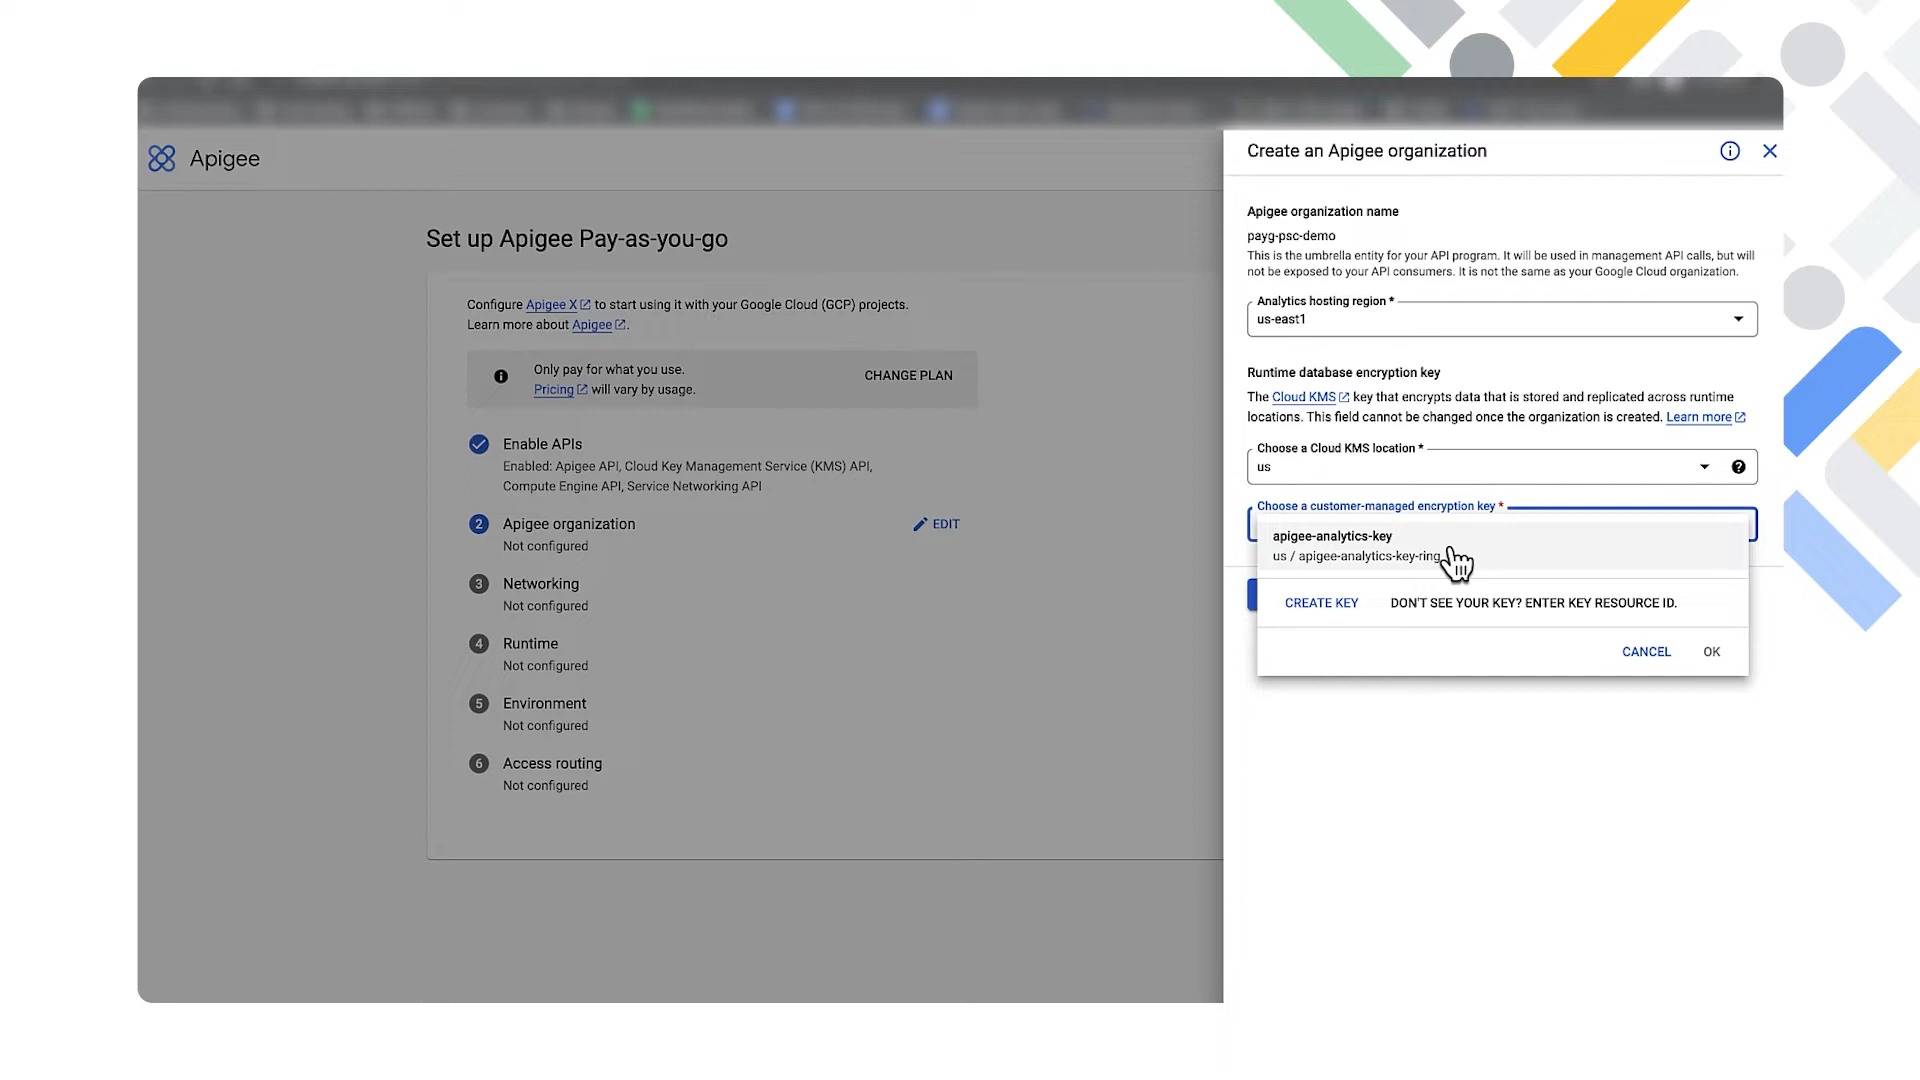 Apigee
Set up Apigee Pay-as-you-go
Configure Apigee X to start using it with your Google Cloud (GCP) projects.
Learn more about Apigee.
Only pay for what you use.
Pricing will vary by usage.
CHANGE PLAN
Enable APIs
Enabled: Apigee API, Cloud Key Management Service (KMS) API,
Compute Engine API, Service Networking API
2 Apigee organization
EDIT
Not configured
3 Networking
Not configured
4 Runtime
Not configured
5 Environment
Not configured
6 Access routing
Not configured
Create an Apigee organization
Apigee organization name
payg-psc-demo
This is the umbrella entity for your API program. It will be used in management API calls, but will
not be exposed to your API consumers. It is not the same as your Google Cloud organization.
Analytics hosting region *
us-east1
Runtime database encryption key
The Cloud KMS key that encrypts data that is stored and replicated across runtime
locations. This field cannot be changed once the organization is created. Learn more
Choose a Cloud KMS location *
us
Choose a customer-managed encryption key *
apigee-analytics-key
us / apigee-analytics-key-ring
CREATE KEY
DON'T SEE YOUR KEY? ENTER KEY RESOURCE ID.
CANCEL
OK